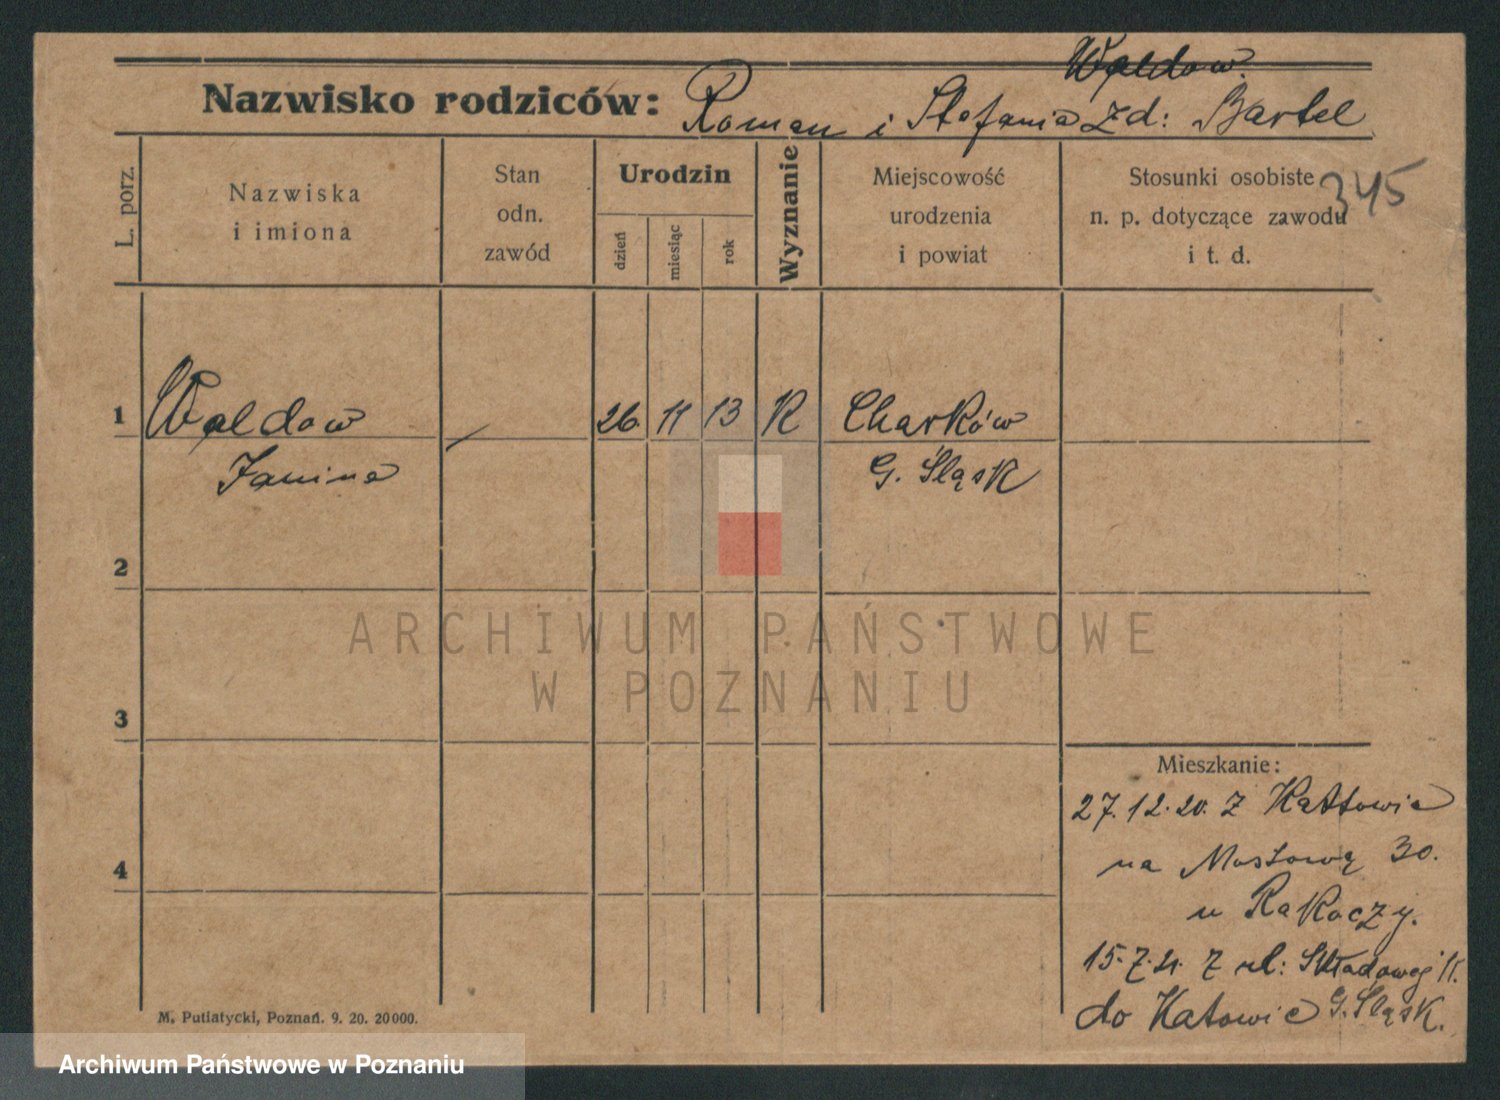 Waldow.
Nazwisko rodziców: Roman i Stefania zd: Bartel
L. porz.
Nazwiska
i imiona
Stan
odn.
zawód
Urodzin
dzień
miesiąc
rok
Wyznanie
Miejscowość
urodzenia
i powiat
Stosunki osobiste
n. p. dotyczące zawodu
i t. d.
345
1 Waldow 26. 11 13 K Charków
Janina G. Śląsk
2
3
4
ARCHIWUM PAŃSTWOWE
W POZNANIU
Mieszkanie:
27.12.20. z Kattowic
na Mostową 30.
u Rakoczy.
15.7.21. z ul: Składowej 11.
do Katowic G. Śląsk.
M. Putiatycki, Poznań. 9. 20. 20000.
Archiwum Państwowe w Poznaniu